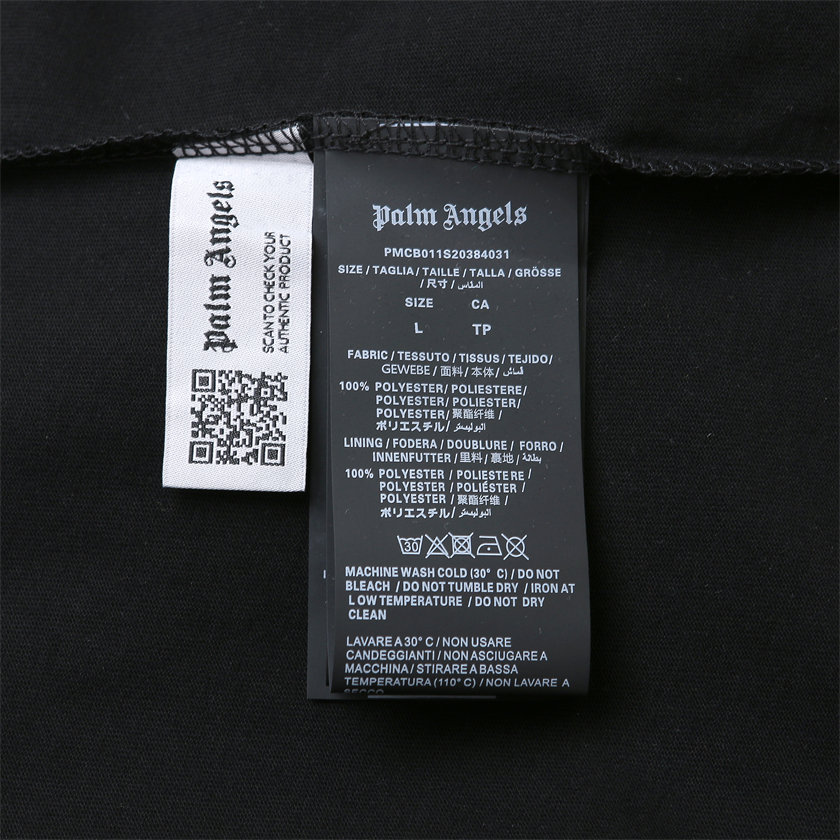 Palm Angels
SCAN TO CHECK YOUR
AUTHENTIC PRODUCT
Palm Angels
PMCB011S20384031
SIZE / TAGLIA / TAILLE / TALLA / GRÖSSE
/ 尺寸 / المقاس
SIZE CA
L TP
FABRIC / TESSUTO / TISSUS / TEJIDO/
GEWEBE / 面料 / 本体 / قماش
100% POLYESTER/ POLIESTERE/
POLYESTER/ POLIESTER/
POLYESTER/ 聚酯纤维 /
ポリエステル/ البوليستر
LINING / FODERA / DOUBLURE / FORRO /
INNENFUTTER / 里料 / 裏地 / بطانة
100% POLYESTER / POLIESTERE /
POLYESTER / POLIÉSTER /
POLYESTER / 聚酯纤维 /
ポリエステル/ البوليستر
30
MACHINE WASH COLD (30° C) / DO NOT
BLEACH / DO NOT TUMBLE DRY / IRON AT
LOW TEMPERATURE / DO NOT DRY
CLEAN
LAVARE A 30° C / NON USARE
CANDEGGIANTI / NON ASCIUGARE A
MACCHINA / STIRARE A BASSA
TEMPERATURA (110° C) / NON LAVARE A
SECCO